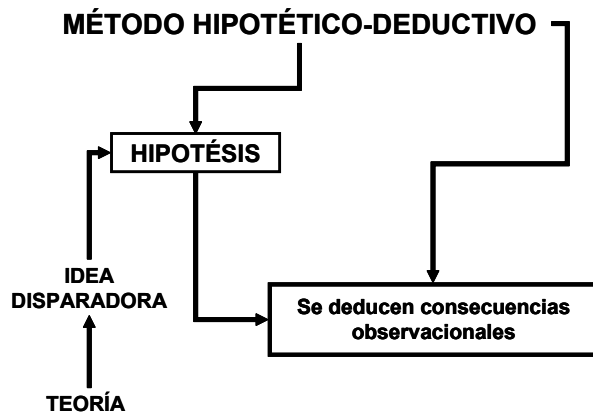 MÉTODO HIPOTÉTICO-DEDUCTIVO
HIPOTÉSIS
IDEA
DISPARADORA
Se deducen consecuencias
observacionales
TEORÍA